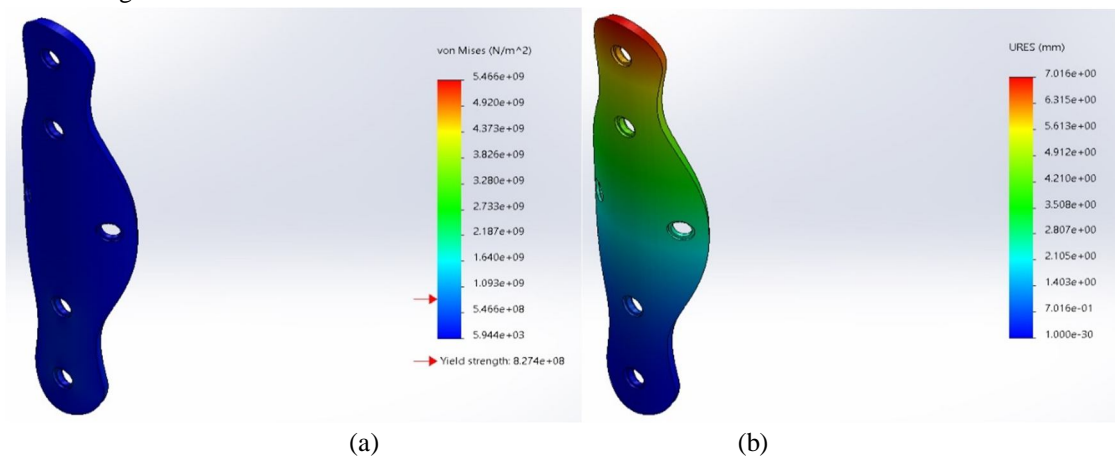 von Mises (N/m^2)
5.466e+09
4.920e+09
4.373e+09
3.826e+09
3.280e+09
2.733e+09
2.187e+09
1.640e+09
1.093e+09
5.466e+08
5.944e+03
Yield strength: 8.274e+08
URES (mm)
7.016e+00
6.315e+00
5.613e+00
4.912e+00
4.210e+00
3.508e+00
2.807e+00
2.105e+00
1.403e+00
7.016e-01
1.000e-30
(a)
(b)